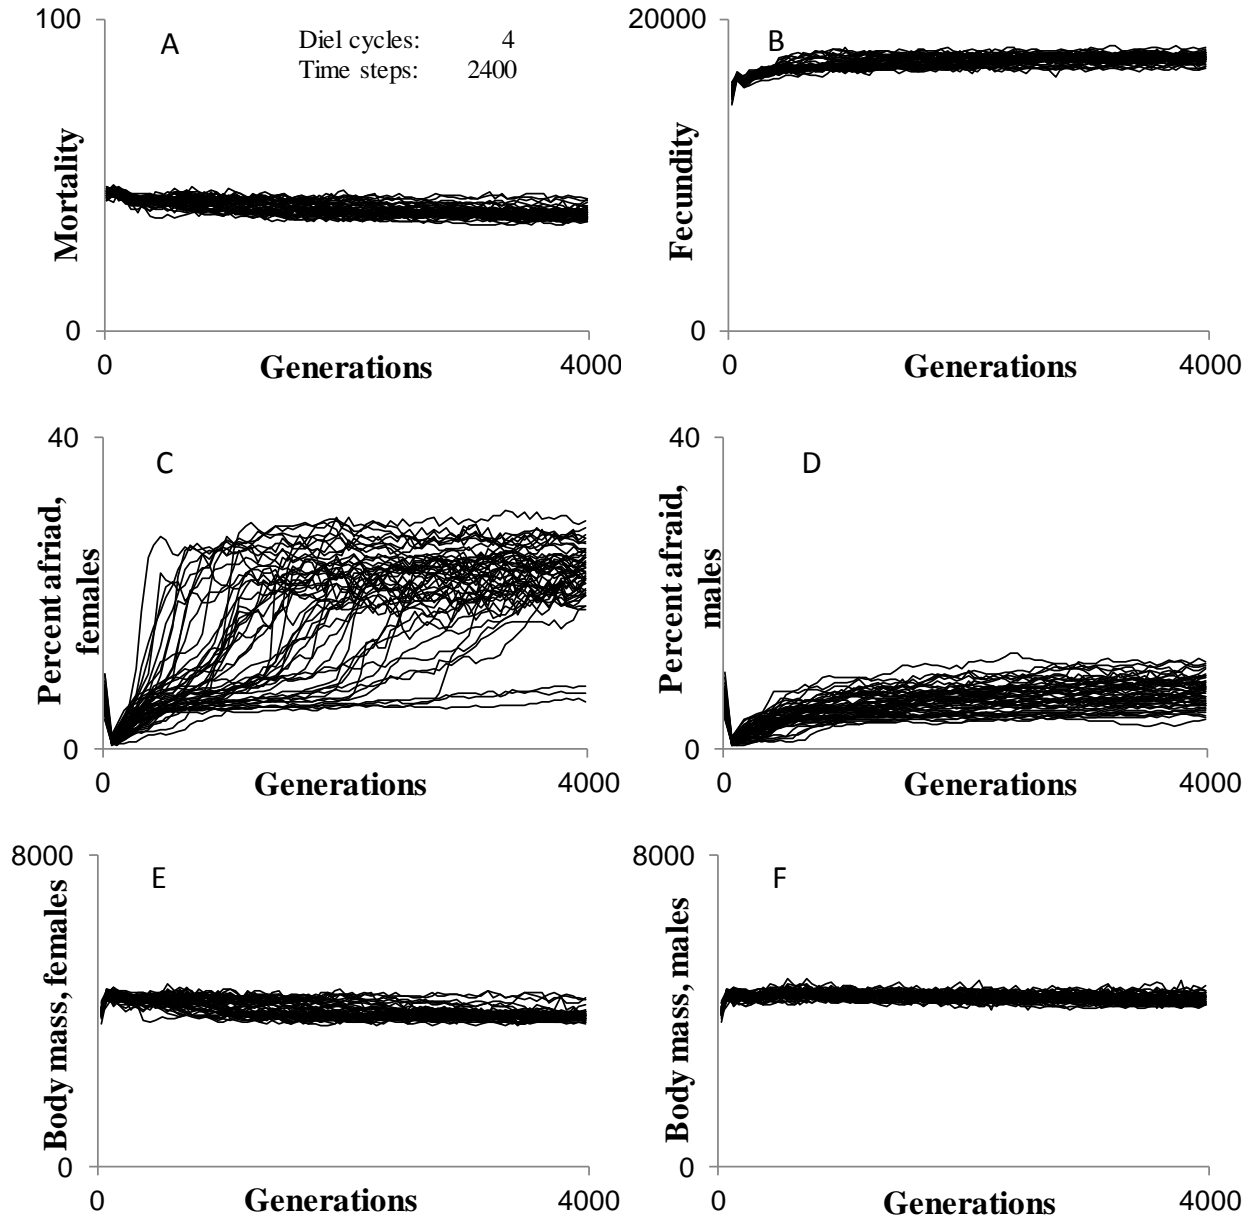 100
A
Diel cycles: 4
Time steps: 2400
Mortality
0
0
Generations
4000
20000
B
Fecundity
0
0
Generations
4000
40
C
Percent afriad,
females
0
0
Generations
4000
40
D
Percent afraid,
males
0
0
Generations
4000
8000
E
Body mass, females
0
0
Generations
4000
8000
F
Body mass, males
0
0
Generations
4000